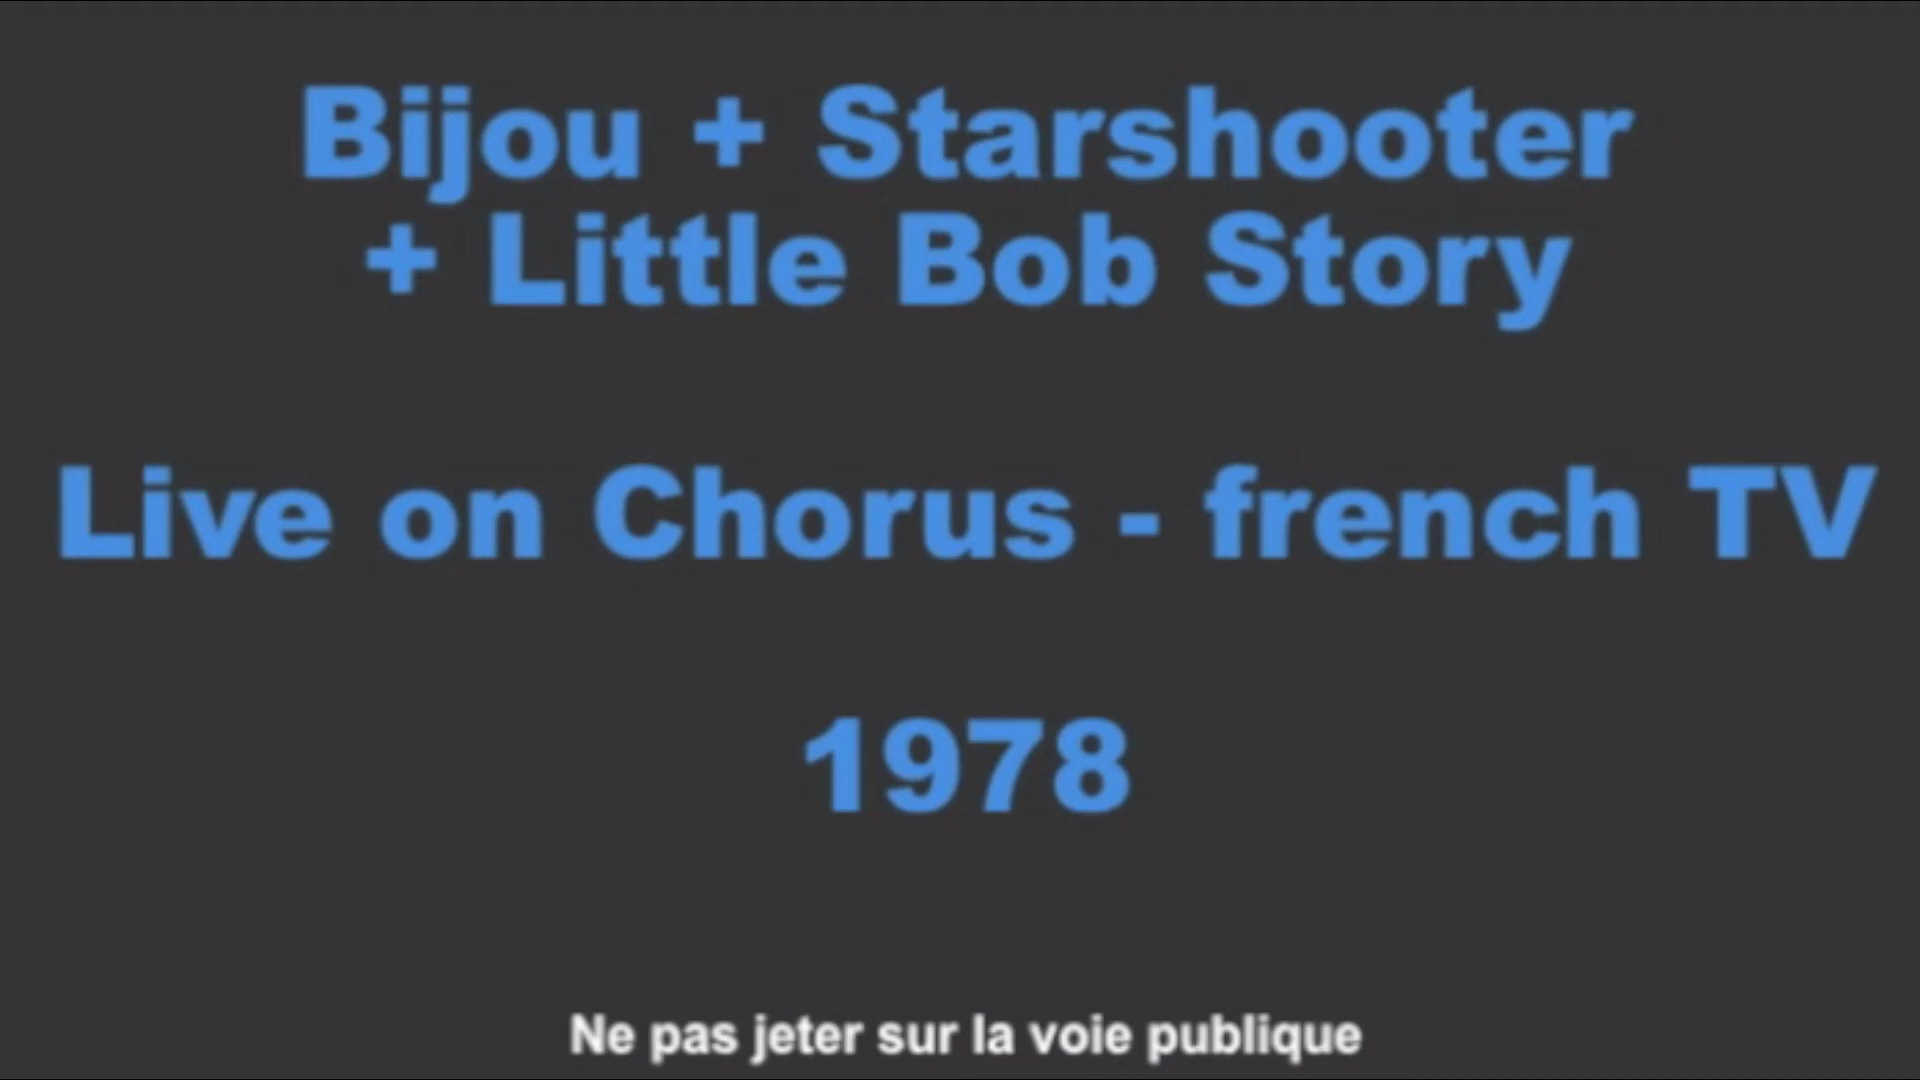 Bijou + Starshooter
+ Little Bob Story
Live on Chorus - french TV
1978
Ne pas jeter sur la voie publique